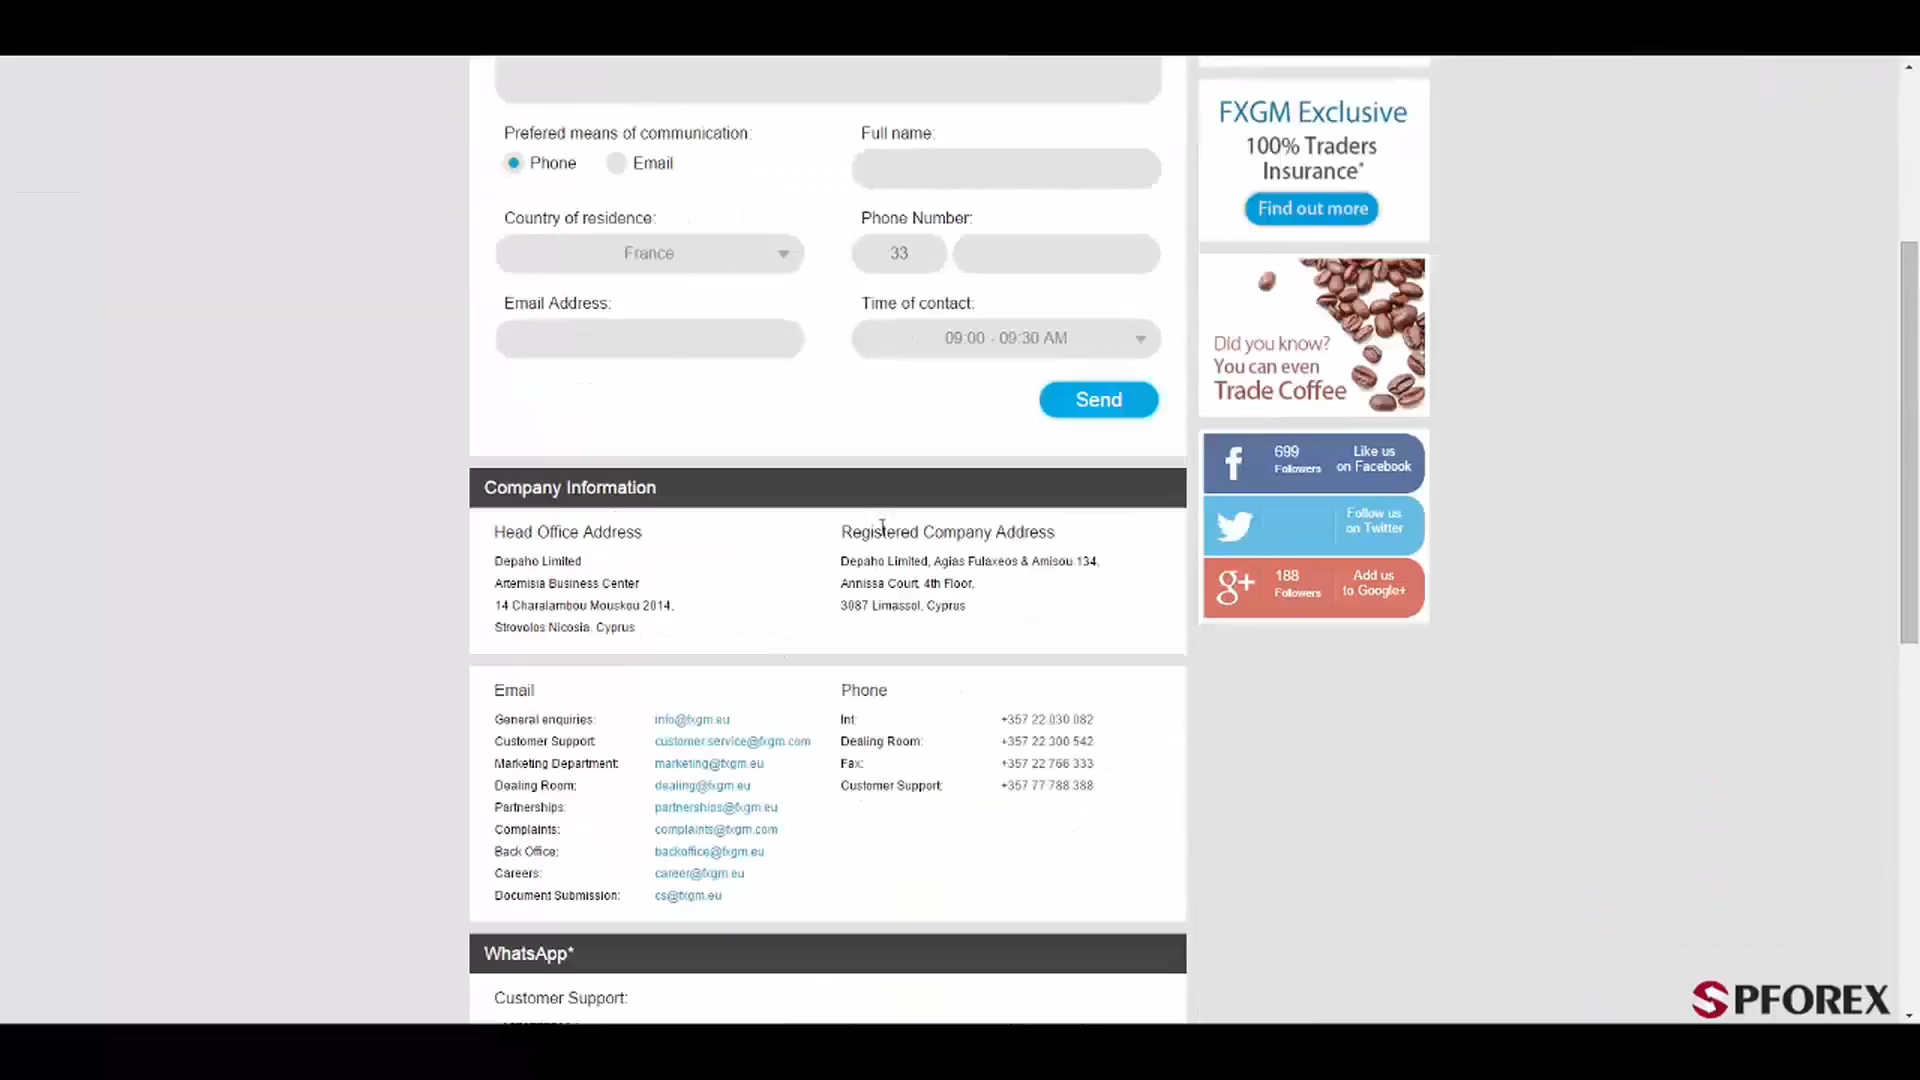 Prefered means of communication:
Phone
Email
Full name:
Country of residence:
France
Phone Number:
33
Email Address:
Time of contact:
09:00 - 09:30 AM
Send
Company Information
Head Office Address
Depaho Limited
Artemisia Business Center
14 Charalambou Mouskou 2014,
Strovolos Nicosia, Cyprus
Registered Company Address
Depaho Limited, Agias Fulaxeos & Amisou 134,
Annissa Court, 4th Floor,
3087 Limassol, Cyprus
Email
General enquiries: info@fxgm.eu
Customer Support: customer.service@fxgm.com
Marketing Department: marketing@fxgm.eu
Dealing Room: dealing@fxgm.eu
Partnerships: partnerships@fxgm.eu
Complaints: complaints@fxgm.com
Back Office: backoffice@fxgm.eu
Careers: career@fxgm.eu
Document Submission: cs@fxgm.eu
Phone
Int: +357 22 030 082
Dealing Room: +357 22 300 542
Fax: +357 22 766 333
Customer Support: +357 77 788 388
WhatsApp*
Customer Support:
FXGM Exclusive
100% Traders
Insurance*
Find out more
Did you know?
You can even
Trade Coffee
699
Followers
Like us
on Facebook
Follow us
on Twitter
g+
188
Followers
Add us
to Google+
SPFOREX